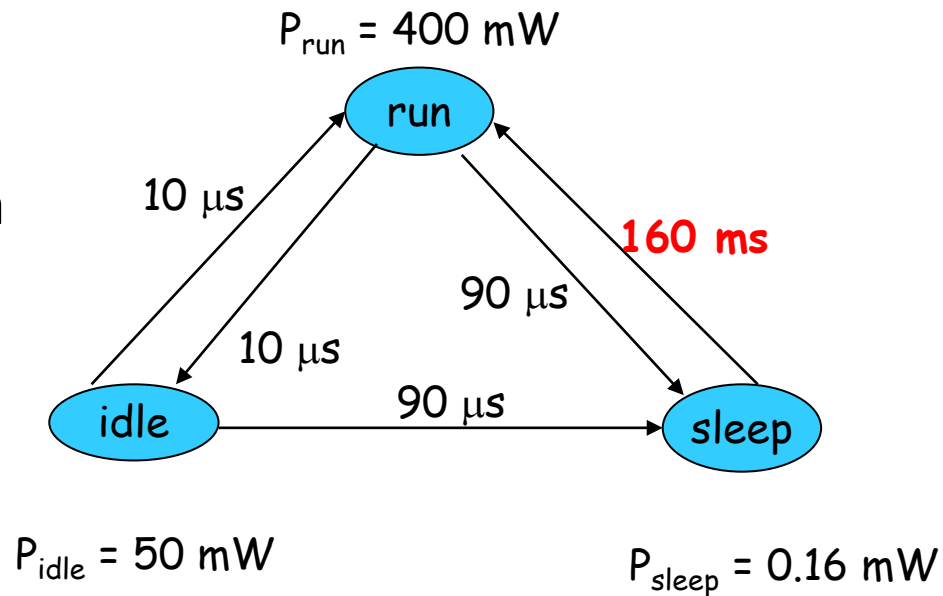 P_run = 400 mW
run
10 μs
160 ms
90 μs
10 μs
90 μs
idle
sleep
P_idle = 50 mW
P_sleep = 0.16 mW